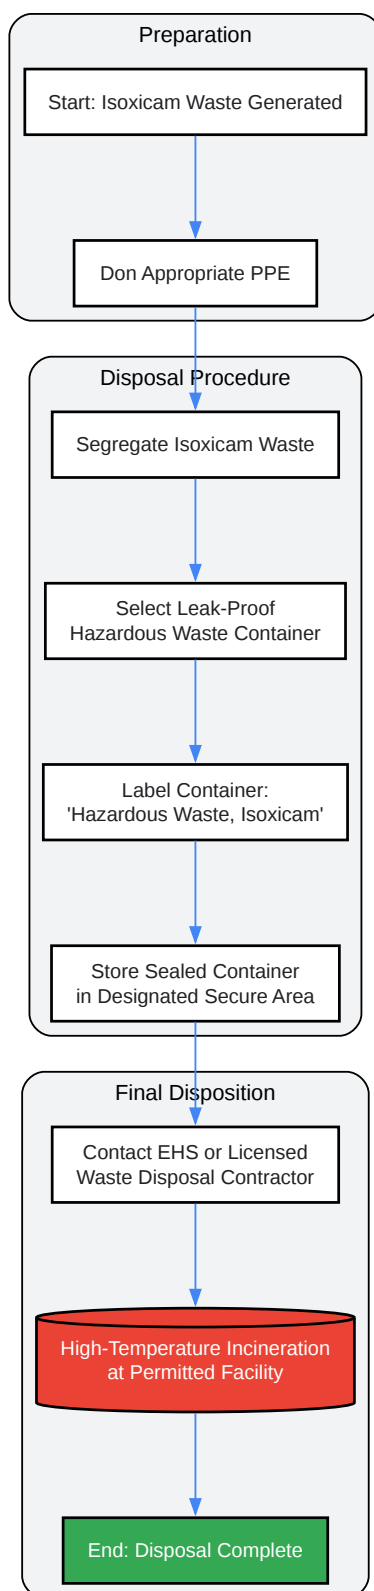 Preparation
Start: Isoxicam Waste Generated
Don Appropriate PPE
Disposal Procedure
Segregate Isoxicam Waste
Select Leak-Proof
Hazardous Waste Container
Label Container:
'Hazardous Waste, Isoxicam'
Store Sealed Container
in Designated Secure Area
Final Disposition
Contact EHS or Licensed
Waste Disposal Contractor
High-Temperature Incineration
at Permitted Facility
End: Disposal Complete